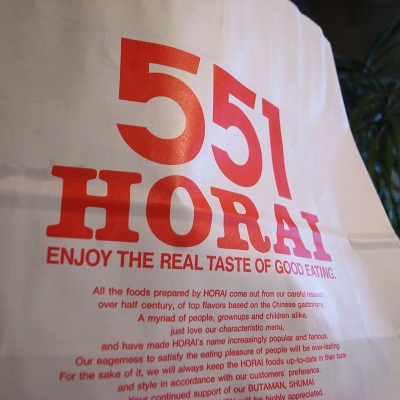 551
HORAI
ENJOY THE REAL TASTE OF GOOD EATING.
All the foods prepared by HORAI come out from our careful research,
over half century, of top flavors based on the Chinese gastronomy.
A myriad of people, grownups and children alike,
just love our characteristic menu,
and have made HORAI's name increasingly popular and famous.
Our eagerness to satisfy the eating pleasure of people will be ever-lasting.
For the sake of it, we will always keep the HORAI foods up-to-date in their taste
and style in accordance with our customers' preference.
Your continued support of our BUTAMAN, SHUMAI,
will be highly appreciated.